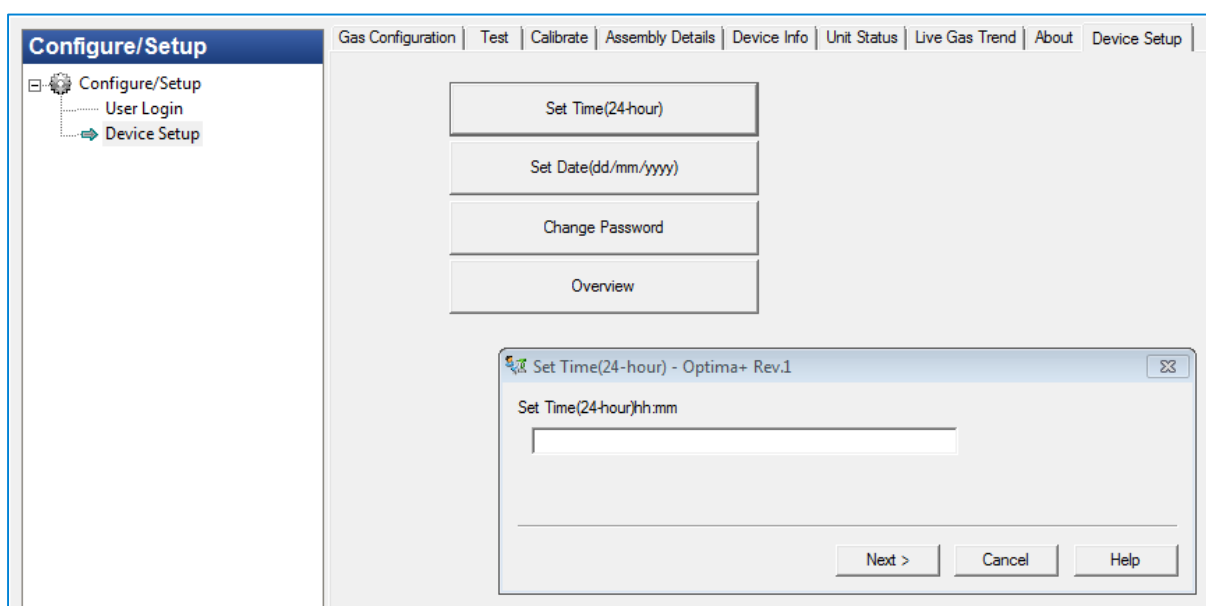 Configure/Setup
Configure/Setup
User Login
Device Setup
Gas Configuration Test Calibrate Assembly Details Device Info Unit Status Live Gas Trend About Device Setup
Set Time(24-hour)
Set Date(dd/mm/yyyy)
Change Password
Overview
Set Time(24-hour) - Optima+ Rev.1
Set Time(24-hour)hh:mm
Next > Cancel Help